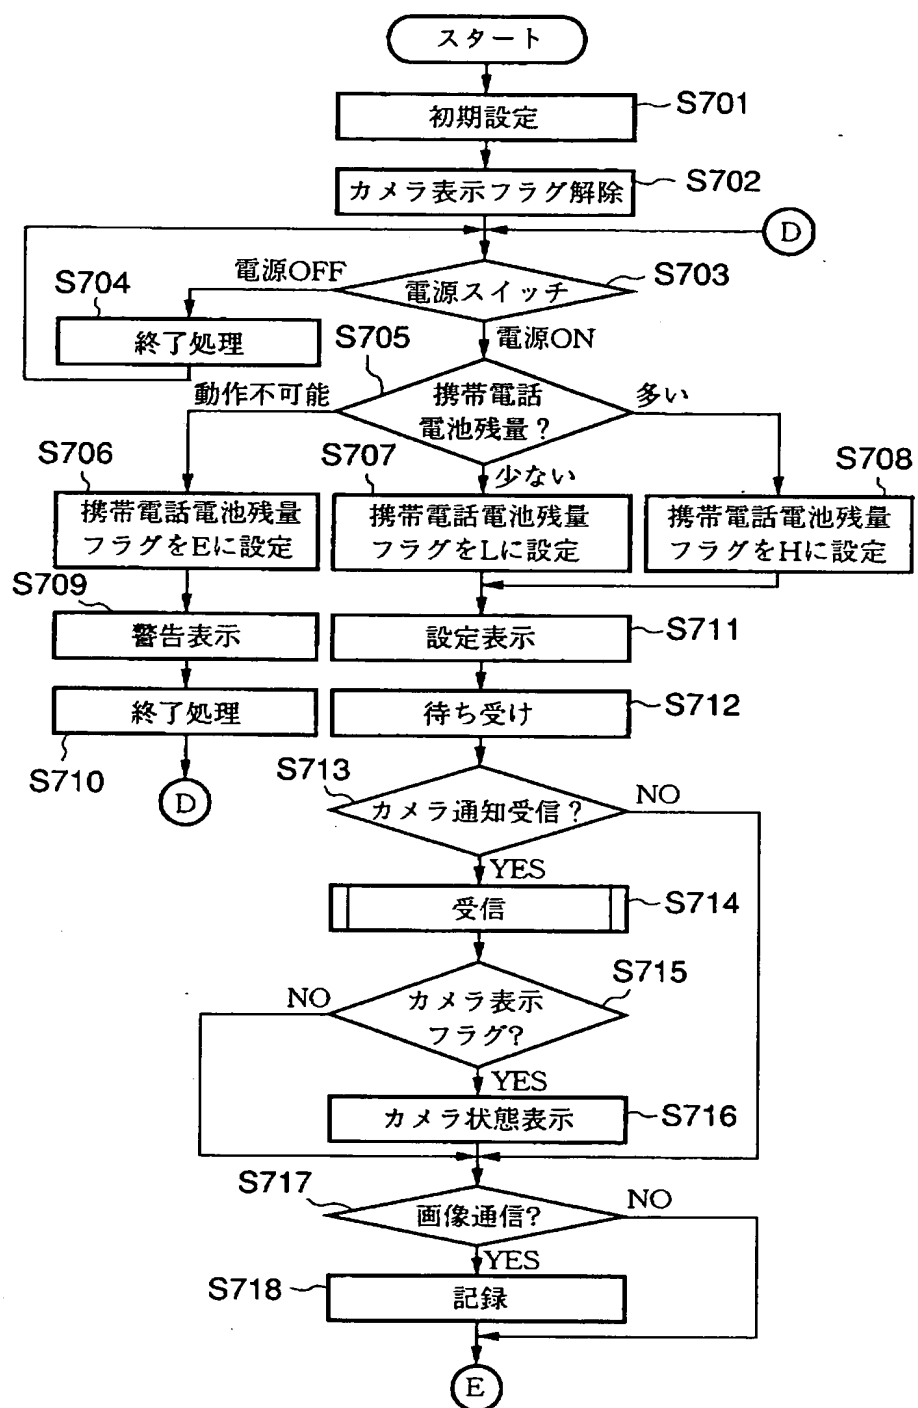 スタート
初期設定
S701
カメラ表示フラグ解除
S702
D
電源OFF
電源スイッチ
S703
S704
終了処理
電源ON
S705
動作不可能
携帯電話
電池残量?
多い
S706
S707
少ない
S708
携帯電話電池残量
フラグをEに設定
携帯電話電池残量
フラグをLに設定
携帯電話電池残量
フラグをHに設定
S709
警告表示
設定表示
S711
終了処理
待ち受け
S712
S710
D
S713
カメラ通知受信?
NO
YES
受信
S714
NO
カメラ表示
フラグ?
S715
YES
カメラ状態表示
S716
S717
画像通信?
NO
YES
S718
記録
E